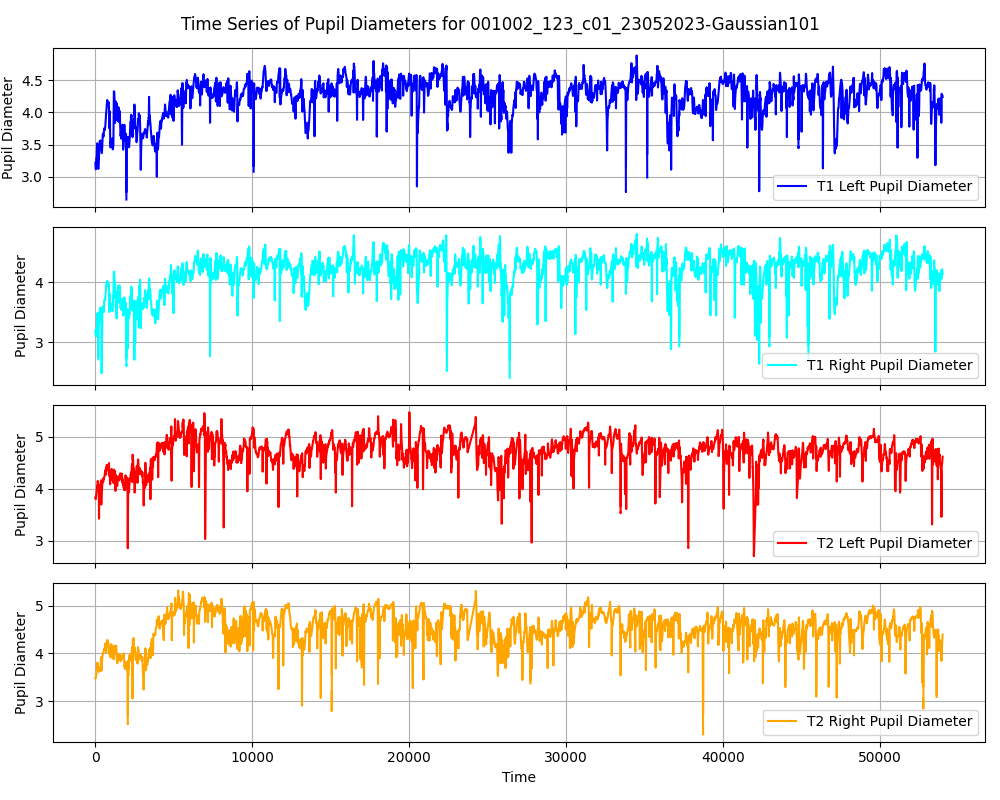 Time Series of Pupil Diameters for 001002_123_c01_23052023-Gaussian101
Pupil Diameter
4.5
4.0
3.5
3.0
T1 Left Pupil Diameter
Pupil Diameter
4
3
T1 Right Pupil Diameter
Pupil Diameter
5
4
3
T2 Left Pupil Diameter
Pupil Diameter
5
4
3
T2 Right Pupil Diameter
0 10000 20000 30000 40000 50000
Time